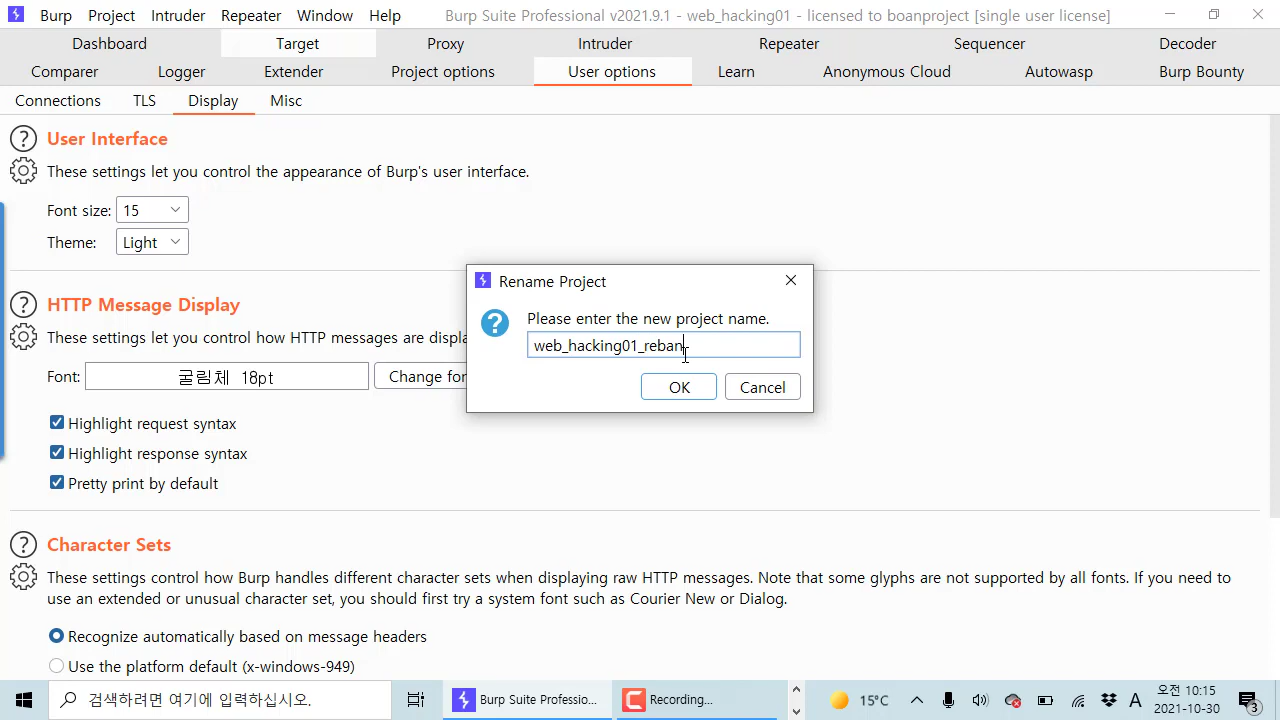 Burp Project Intruder Repeater Window Help Burp Suite Professional v2021.9.1 - web_hacking01 - licensed to boanproject [single user license]
Dashboard Target Proxy Intruder Repeater Sequencer Decoder
Comparer Logger Extender Project options User options Learn Anonymous Cloud Autowasp Burp Bounty
Connections TLS Display Misc
User Interface
These settings let you control the appearance of Burp's user interface.
Font size: 15
Theme: Light
Rename Project
Please enter the new project name.
web_hacking01_reban-
OK Cancel
HTTP Message Display
These settings let you control how HTTP messages are displa
Font: 굴림체 18pt Change fon
Highlight request syntax
Highlight response syntax
Pretty print by default
Character Sets
These settings control how Burp handles different character sets when displaying raw HTTP messages. Note that some glyphs are not supported by all fonts. If you need to
use an extended or unusual character set, you should first try a system font such as Courier New or Dialog.
Recognize automatically based on message headers
Use the platform default (x-windows-949)
검색하려면 여기에 입력하십시오. Burp Suite Professio... Recording... 15°C A 오전 10:15
2021-10-30 3